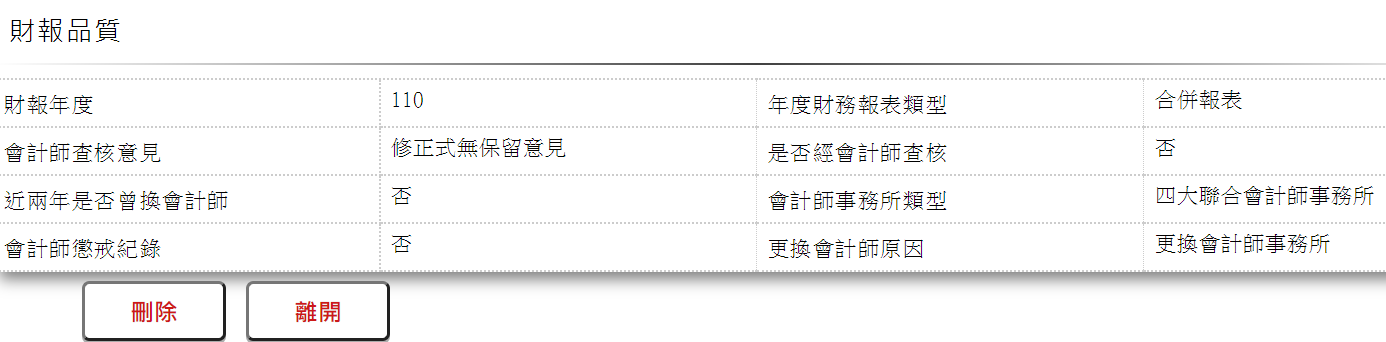 財報品質
財報年度 110 年度財務報表類型 合併報表
會計師查核意見 修正式無保留意見 是否經會計師查核 否
近兩年是否曾換會計師 否 會計師事務所類型 四大聯合會計師事務所
會計師懲戒紀錄 否 更換會計師原因 更換會計師事務所
刪除 離開